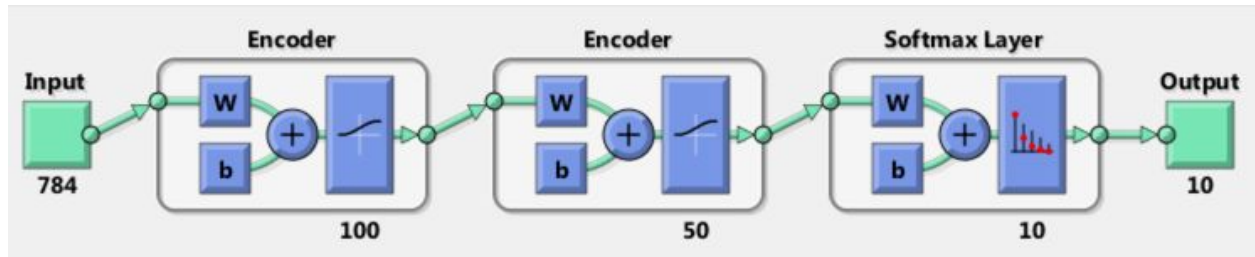 Encoder
Encoder
Softmax Layer
Input
Output
W
W
W
+
+
+
b
b
b
784
10
100
50
10